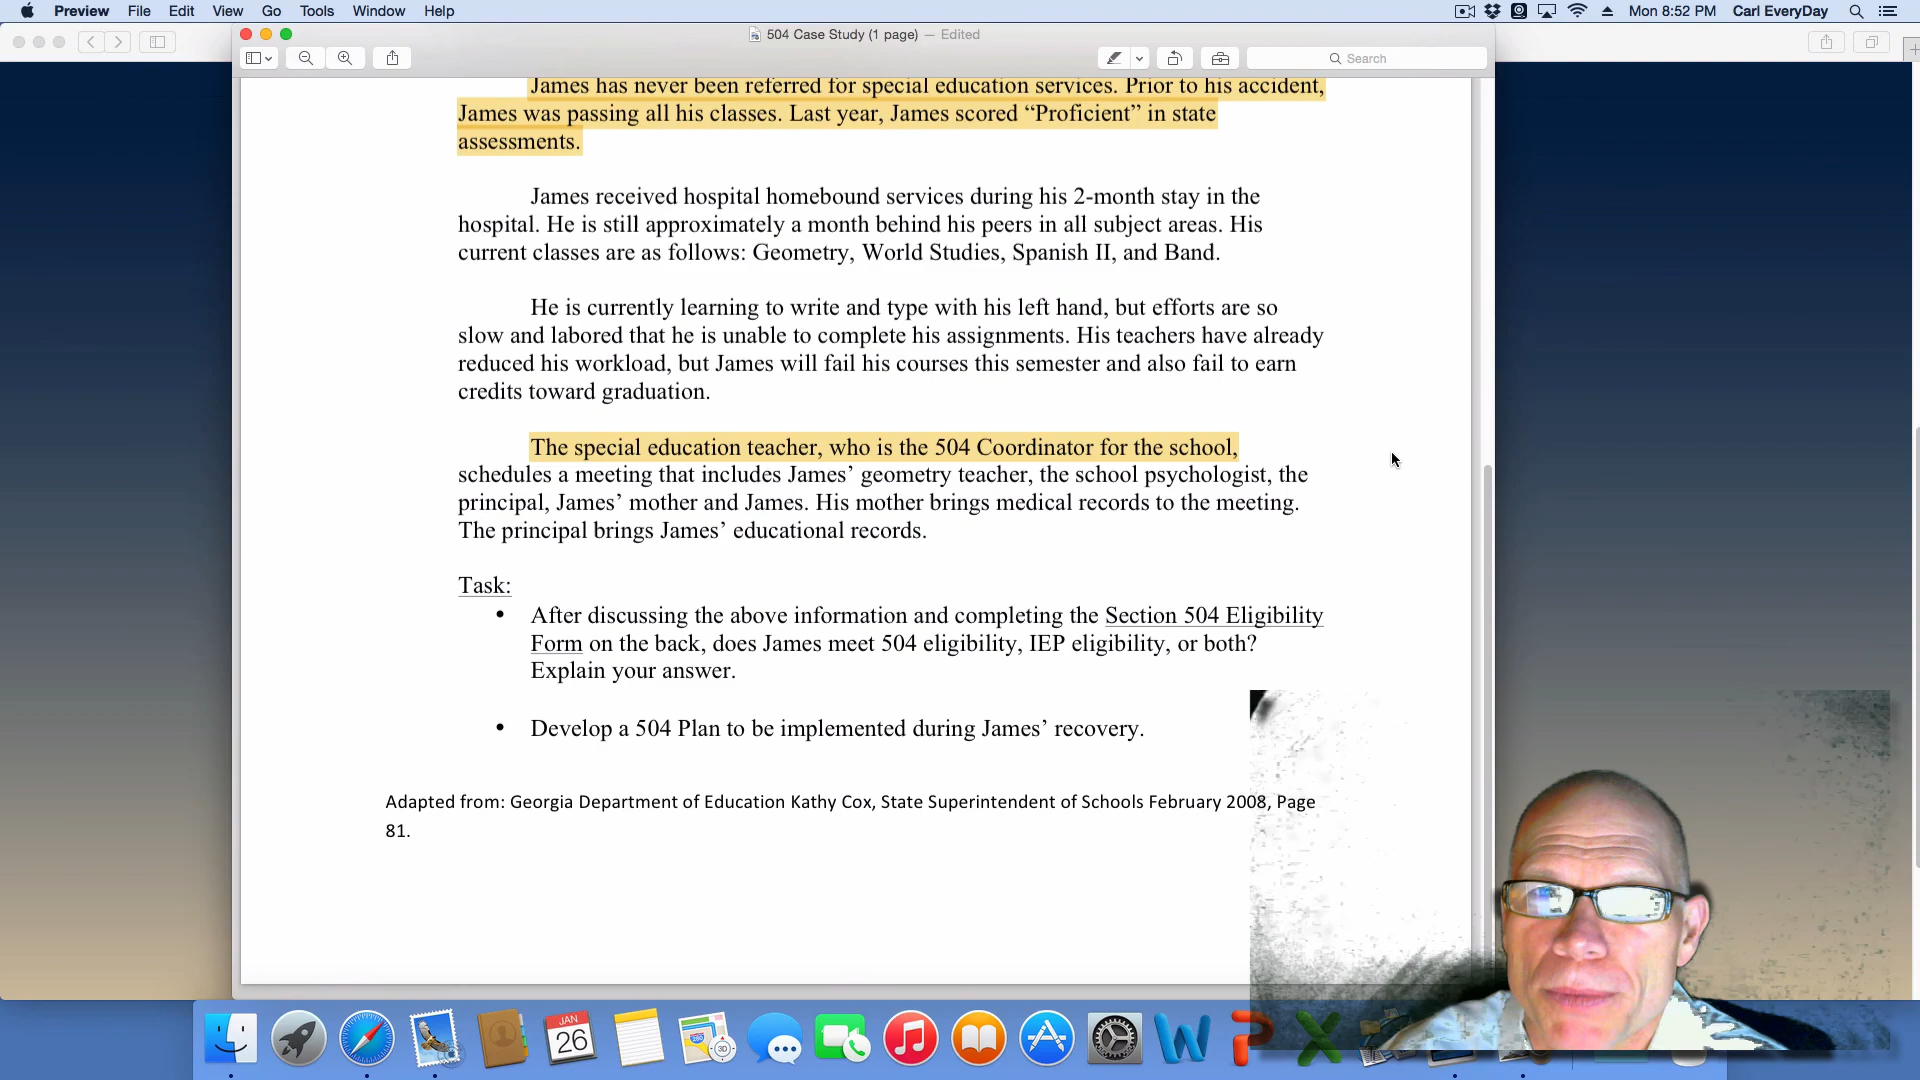 Preview File Edit View Go Tools Window Help Mon 8:52 PM Carl EveryDay
504 Case Study (1 page) — Edited
Search
James has never been referred for special education services. Prior to his accident,
James was passing all his classes. Last year, James scored “Proficient” in state
assessments.
James received hospital homebound services during his 2-month stay in the
hospital. He is still approximately a month behind his peers in all subject areas. His
current classes are as follows: Geometry, World Studies, Spanish II, and Band.
He is currently learning to write and type with his left hand, but efforts are so
slow and labored that he is unable to complete his assignments. His teachers have already
reduced his workload, but James will fail his courses this semester and also fail to earn
credits toward graduation.
The special education teacher, who is the 504 Coordinator for the school,
schedules a meeting that includes James’ geometry teacher, the school psychologist, the
principal, James’ mother and James. His mother brings medical records to the meeting.
The principal brings James’ educational records.
Task:
• After discussing the above information and completing the Section 504 Eligibility
Form on the back, does James meet 504 eligibility, IEP eligibility, or both?
Explain your answer.
• Develop a 504 Plan to be implemented during James’ recovery.
Adapted from: Georgia Department of Education Kathy Cox, State Superintendent of Schools February 2008, Page
81.
JAN
26